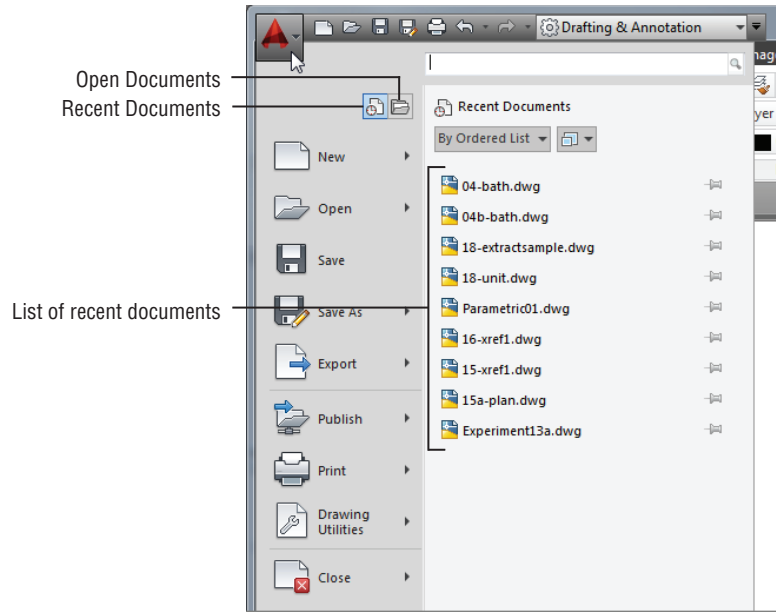 Drafting & Annotation
nag
Open Documents
Recent Documents
Recent Documents
yer
By Ordered List
New
04-bath.dwg
Open
04b-bath.dwg
18-extractsample.dwg
Save
18-unit.dwg
List of recent documents
Save As
Parametric01.dwg
16-xref1.dwg
Export
15-xref1.dwg
15a-plan.dwg
Publish
Experiment13a.dwg
Print
Drawing
Utilities
Close